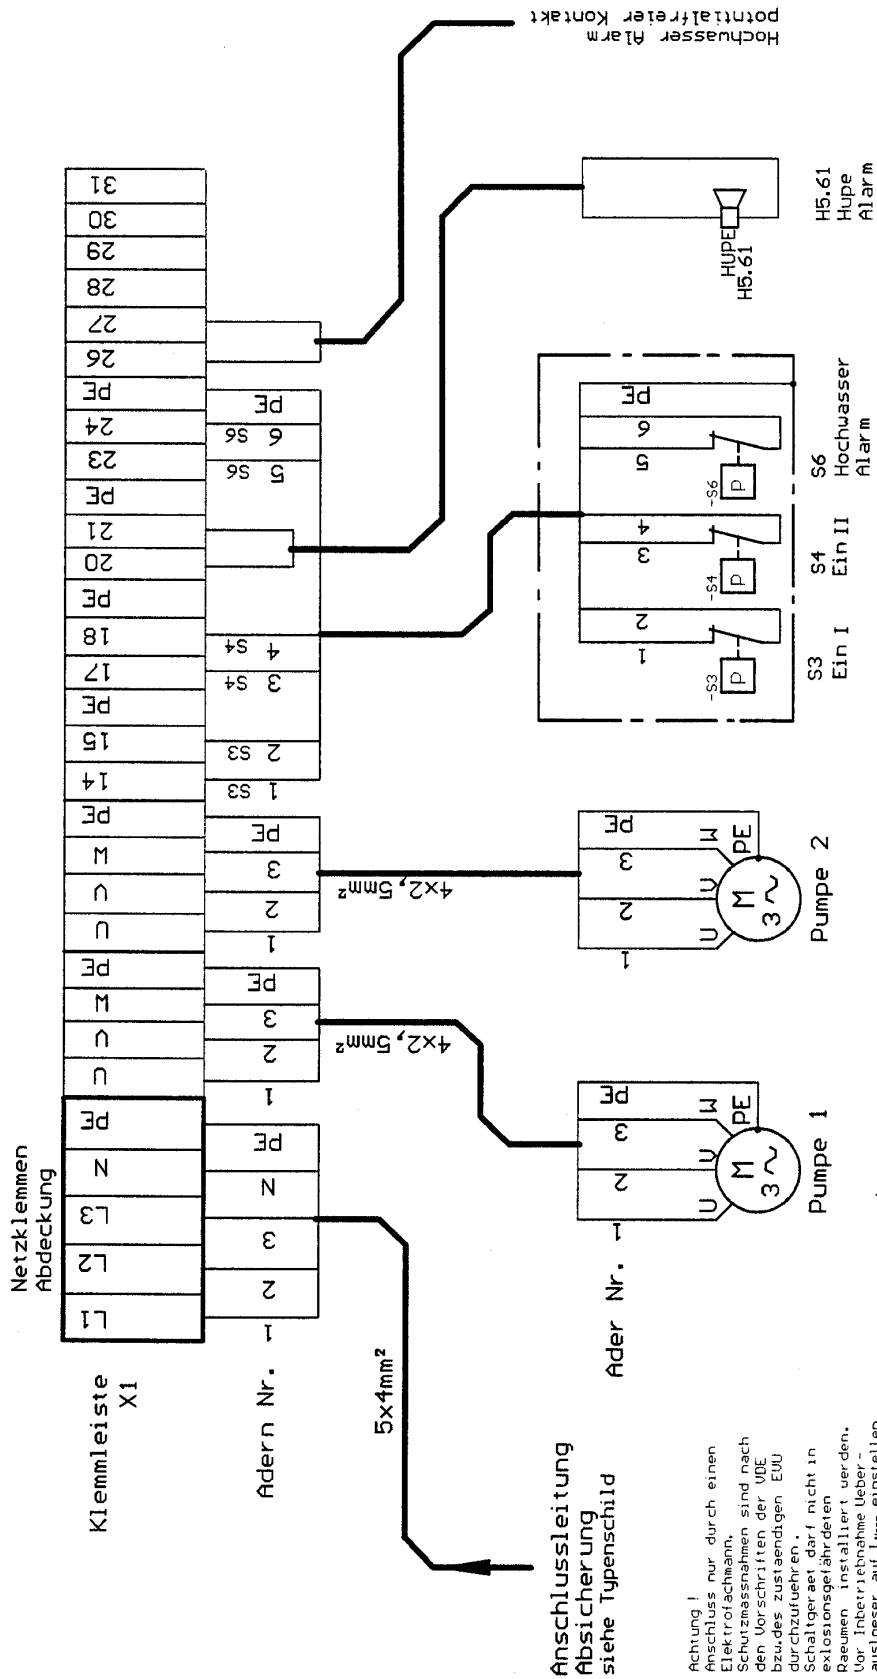 Netzklemmen
Abdeckung
Klemmleiste
X1
L1
L2
L3
N
PE
U
V
W
PE
U
V
W
PE
14
15
PE
17
18
PE
20
21
PE
23
24
PE
26
27
28
29
30
31
Adern Nr.
1
2
3
N
PE
1
2
3
PE
1
2
3
PE
1 S3
2 S3
3 S4
4 S4
5 S6
6 S6
PE
5x4mm²
4x2,5mm²
4x2,5mm²
Hochwasser Alarm
potntialfreier Kontakt
Anschlussleitung
Absicherung
siehe Typenschild
Ader Nr.
1
2
3
PE
U
V
W
PE
M
3~
Pumpe 1
1
2
3
PE
U
V
W
PE
M
3~
Pumpe 2
1
2
3
4
5
6
PE
-S3
P
-S4
P
-S6
P
S3
Ein I
S4
Ein II
S6
Hochwasser
Alarm
HUPE
H5.61
H5.61
Hupe
Alarm
Achtung !
Anschluss nur durch einen
Elektrofachmann.
Schutzmassnahmen sind nach
den Vorschriften der VDE
bzw.des zustaendigen EVU
durchzufuehren.
Schaltgeraet darf nicht in
exlosionsgefährdeten
Raeumen installiert werden.
Vor Inbetriebnahme Ueber-
ausloeser auf einstellen